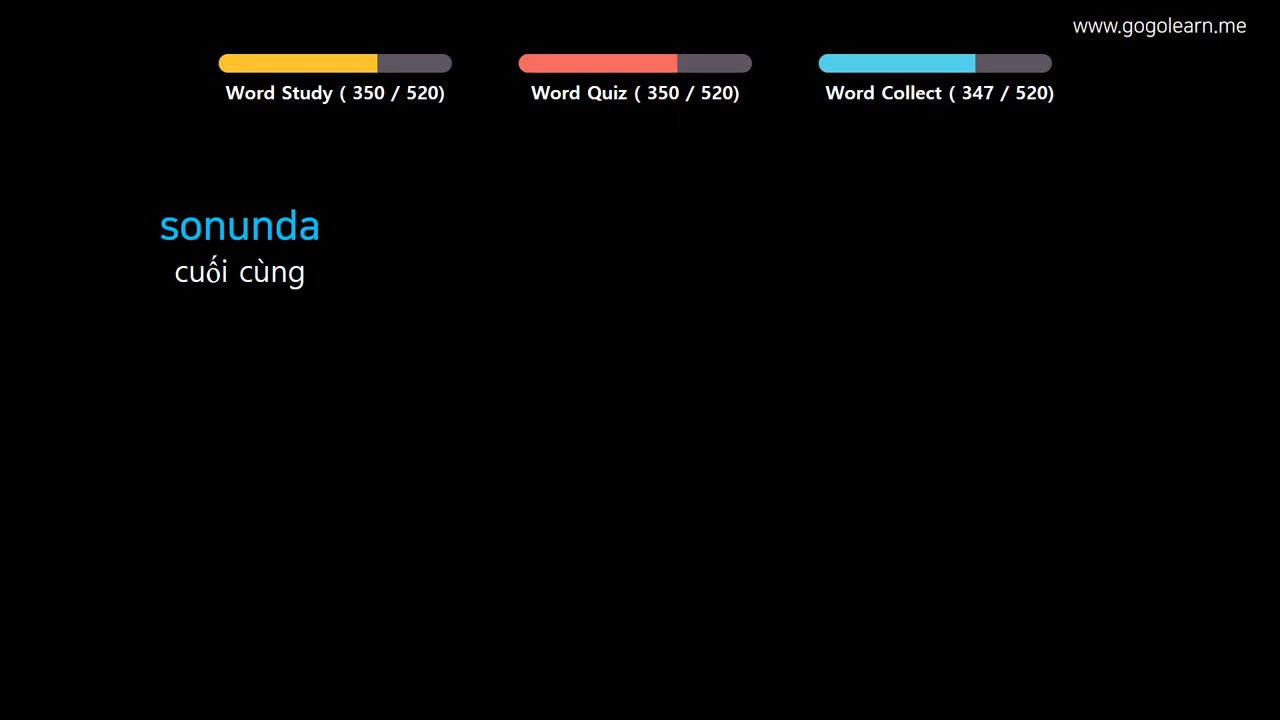 www.gogolearn.me
Word Study ( 350 / 520)
Word Quiz ( 350 / 520)
Word Collect ( 347 / 520)
sonunda
cuối cùng